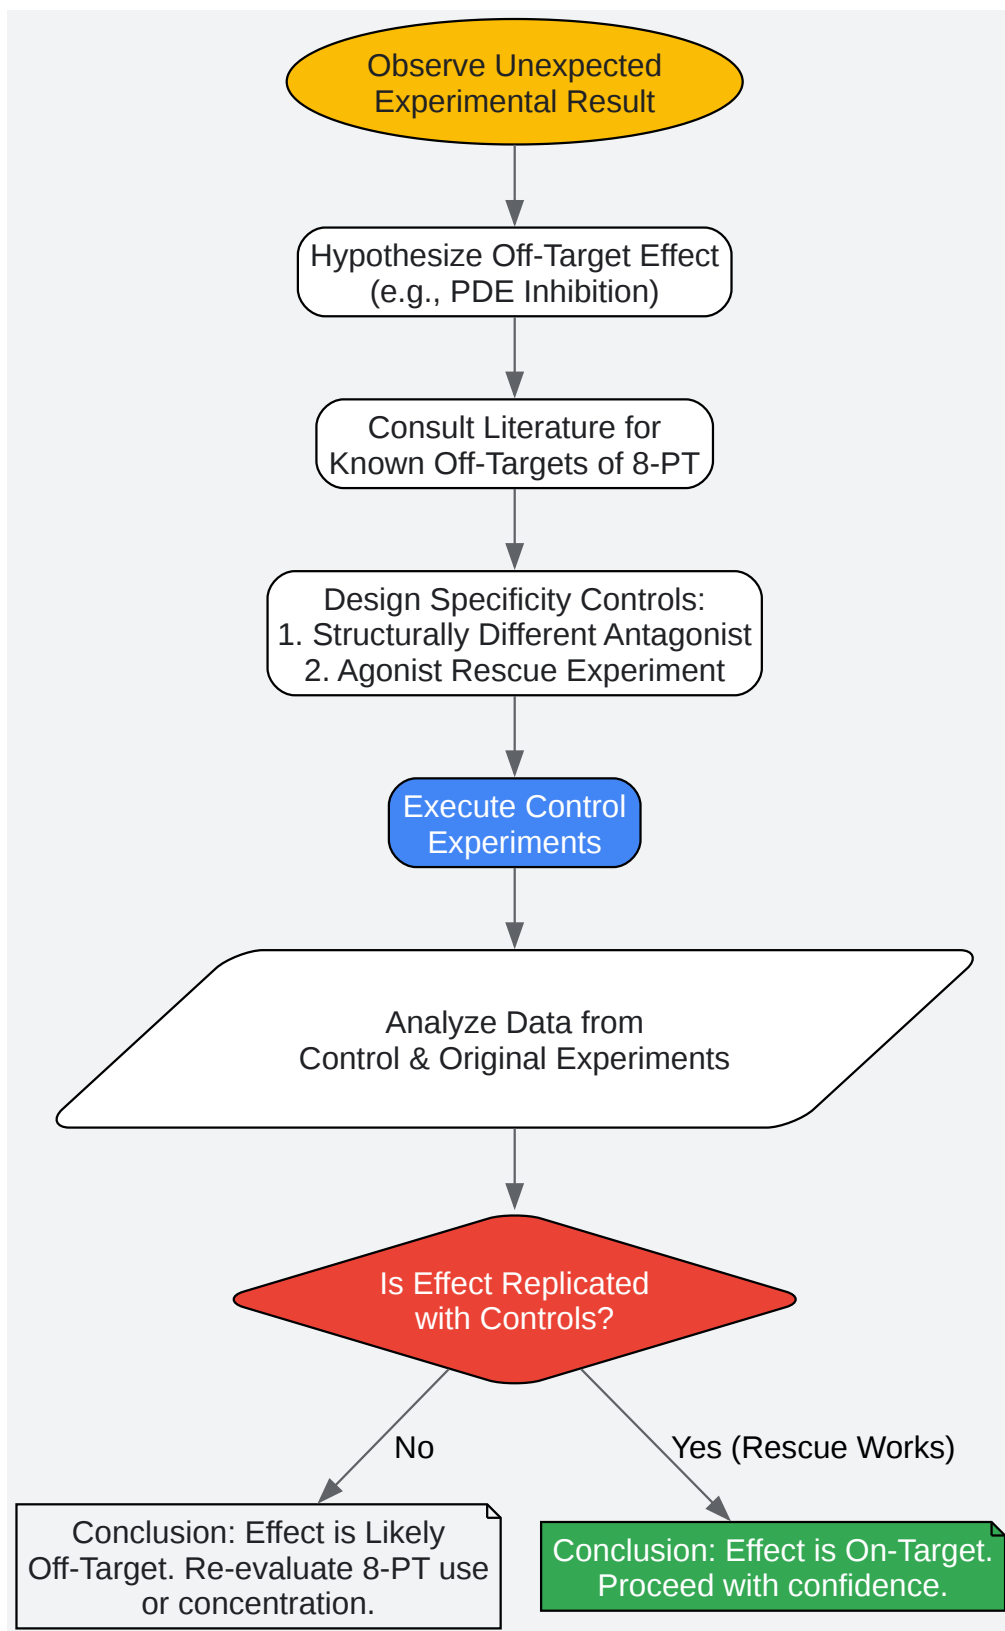 Observe Unexpected
Experimental Result
Hypothesize Off-Target Effect
(e.g., PDE Inhibition)
Consult Literature for
Known Off-Targets of 8-PT
Design Specificity Controls:
1. Structurally Different Antagonist
2. Agonist Rescue Experiment
Execute Control
Experiments
Analyze Data from
Control & Original Experiments
Is Effect Replicated
with Controls?
No
Yes (Rescue Works)
Conclusion: Effect is Likely
Off-Target. Re-evaluate 8-PT use
or concentration.
Conclusion: Effect is On-Target.
Proceed with confidence.